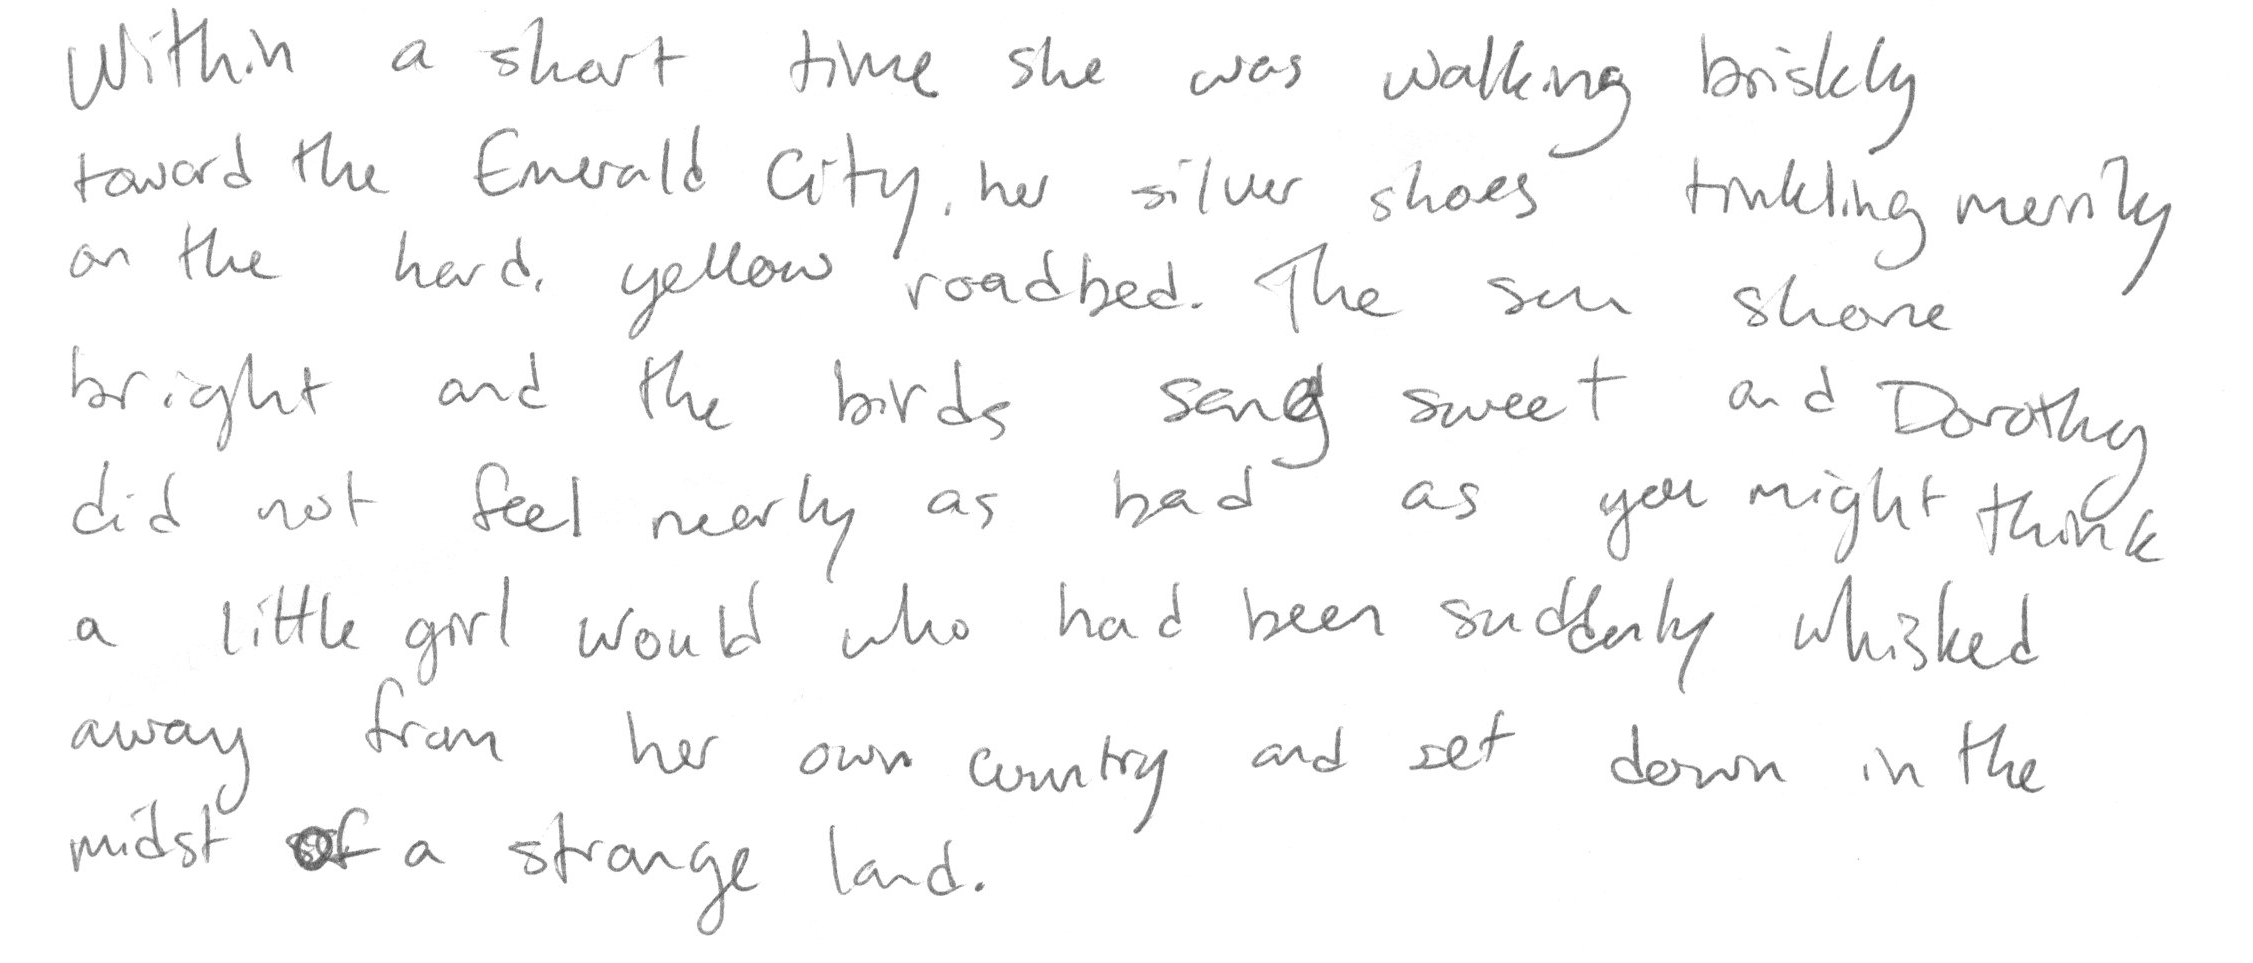 Within a short time she was walking briskly
toward the Emerald City, her silver shoes tinkling merrily
on the hard, yellow roadbed. The sun shone
bright and the birds sang sweet and Dorothy
did not feel nearly as bad as you might think
a little girl would who had been suddenly whisked
away from her own country and set down in the
midst of a strange land.